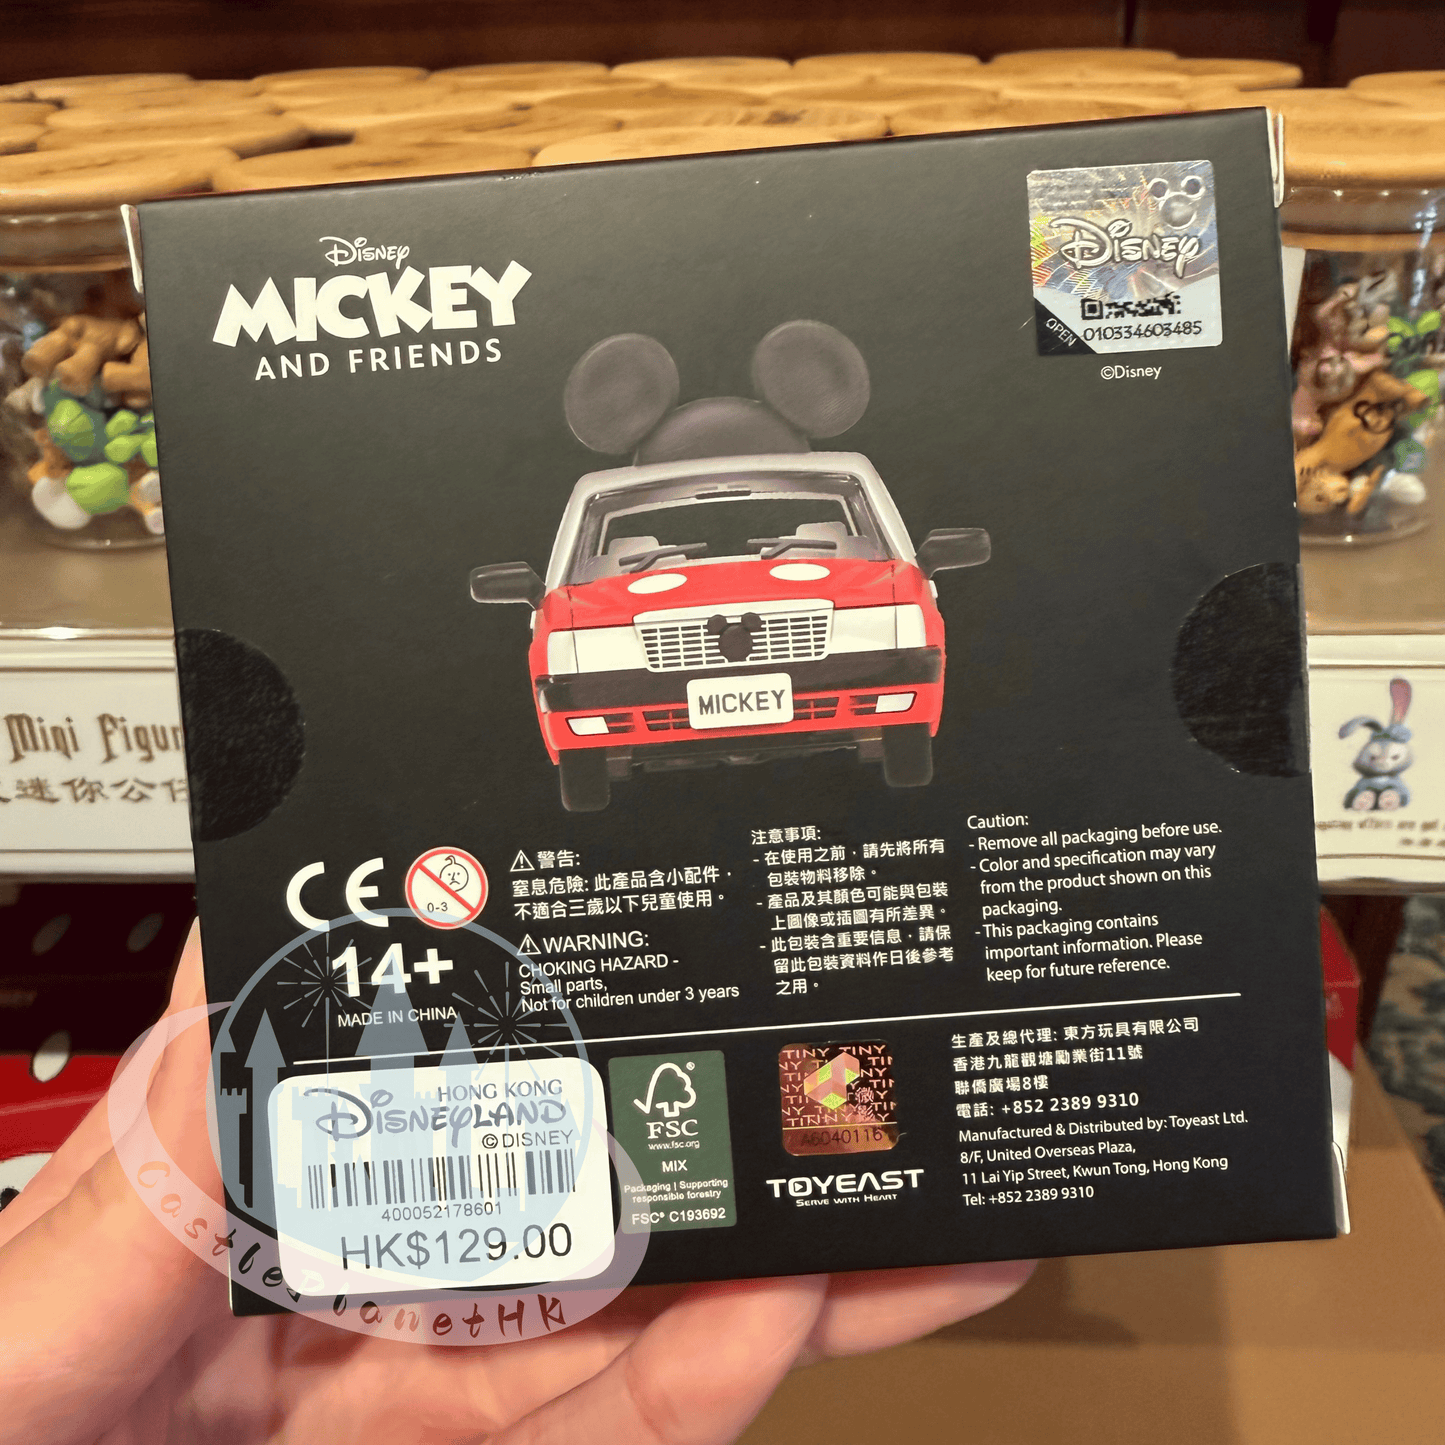 Disney
MICKEY
AND FRIENDS
Disney
OPEN
010334603485
©Disney
MICKEY
Mini Figur
迷你公仔
CE
0-3
14+
MADE IN CHINA
⚠警告:
窒息危險: 此產品含小配件，
不適合三歲以下兒童使用。
⚠WARNING:
CHOKING HAZARD -
Small parts,
Not for children under 3 years
注意事項:
- 在使用之前，請先將所有
包裝物料移除。
- 產品及其顏色可能與包裝
上圖像或插圖有所差異。
- 此包裝含重要信息，請保
留此包裝資料作日後參考
之用。
Caution:
- Remove all packaging before use.
- Color and specification may vary
from the product shown on this
packaging.
- This packaging contains
important information. Please
keep for future reference.
HONG KONG
DISNEYLAND
© DISNEY
400052178601
HK$129.00
FSC
www.fsc.org
MIX
Packaging | Supporting
responsible forestry
FSC® C193692
TINY TINY
微影
A6040116
TOYEAST
SERVE WITH HEART
生產及總代理: 東方玩具有限公司
香港九龍觀塘勵業街11號
聯僑廣場8樓
電話: +852 2389 9310
Manufactured & Distributed by: Toyeast Ltd.
8/F, United Overseas Plaza,
11 Lai Yip Street, Kwun Tong, Hong Kong
Tel: +852 2389 9310
CastlePlanetHK